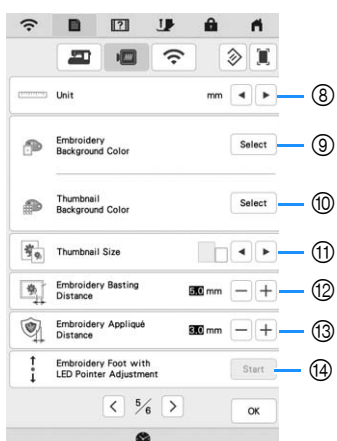 Unit mm ⑧
Embroidery
Background Color Select ⑨
Thumbnail
Background Color Select ⑩
Thumbnail Size ⑪
Embroidery Basting
Distance 5.0 mm − + ⑫
Embroidery Appliqué
Distance 3.0 mm − + ⑬
Embroidery Foot with
LED Pointer Adjustment Start ⑭
< 5/6 > OK